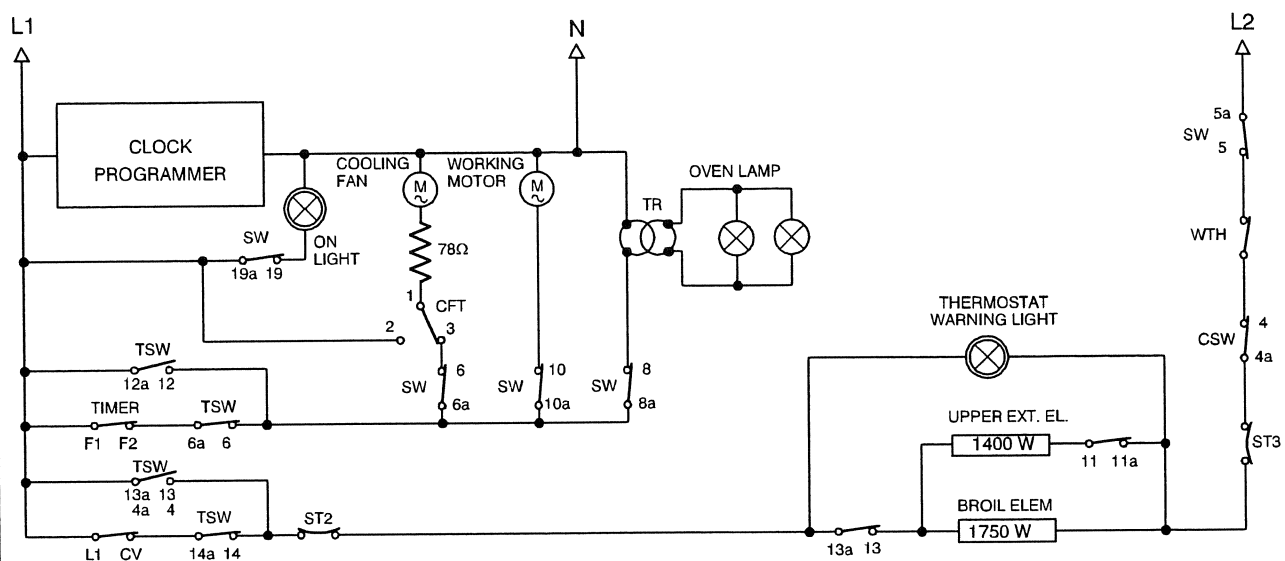 L1
N
L2
CLOCK
PROGRAMMER
COOLING
FAN
M
~
WORKING
MOTOR
M
~
OVEN LAMP
TR
5a
SW
5
ON
LIGHT
SW
19a 19
78Ω
WTH
1
CFT
2
3
THERMOSTAT
WARNING LIGHT
4
CSW
4a
TSW
12a 12
6
SW
6a
10
SW
10a
8
SW
8a
TIMER
F1 F2
TSW
6a 6
UPPER EXT. EL.
1400 W
11 11a
ST3
TSW
13a 13
4a 4
BROIL ELEM
1750 W
L1 CV
TSW
14a 14
ST2
13a 13